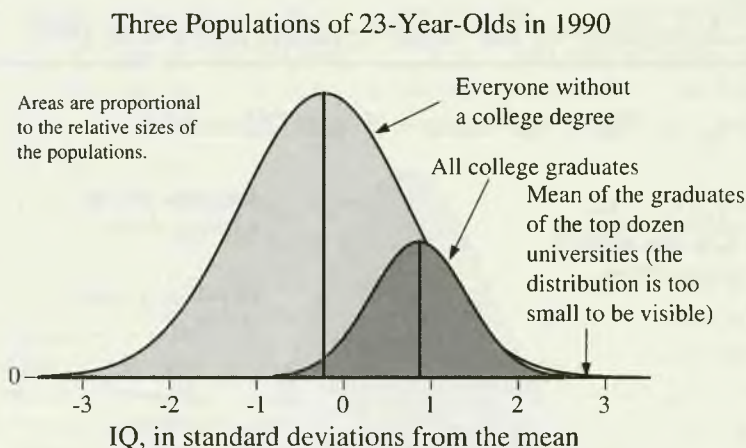 Three Populations of 23-Year-Olds in 1990
Areas are proportional
to the relative sizes of
the populations.
Everyone without
a college degree
All college graduates
Mean of the graduates
of the top dozen
universities (the
distribution is too
small to be visible)
0
-3 -2 -1 0 1 2 3
IQ, in standard deviations from the mean